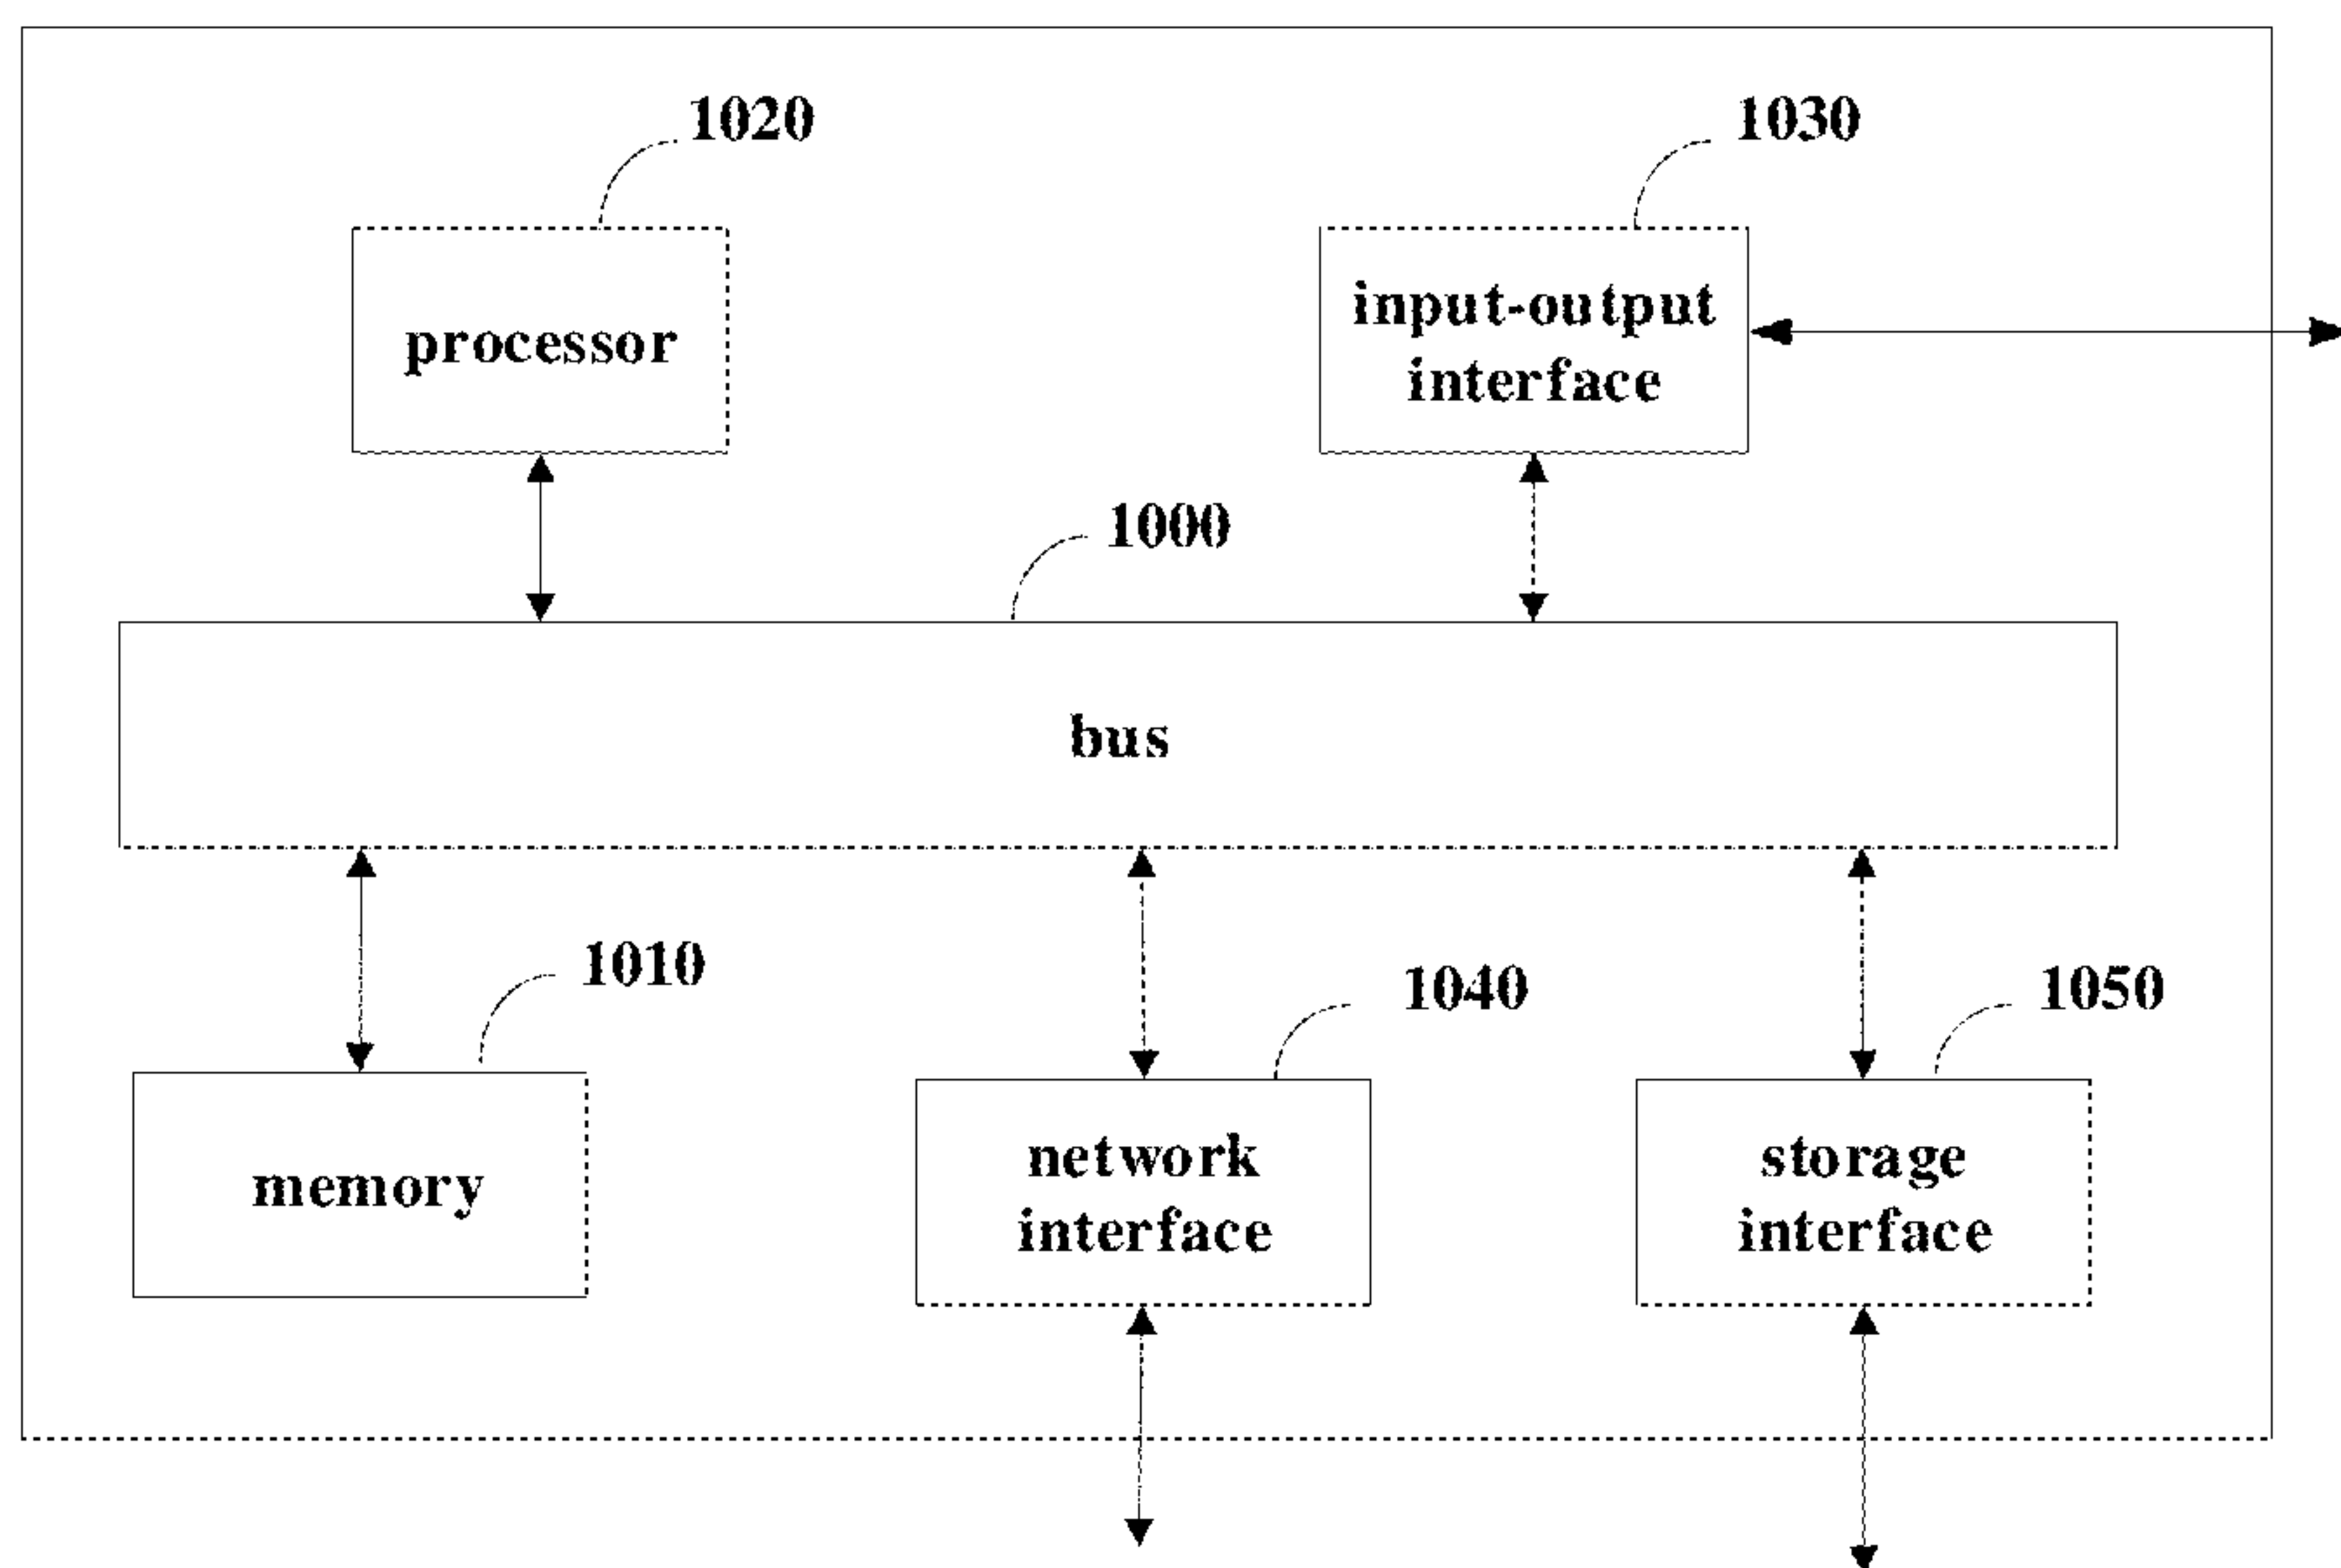 1020
1030
processor
input-output
interface
1000
bus
1010
1040
1050
memory
network
interface
storage
interface